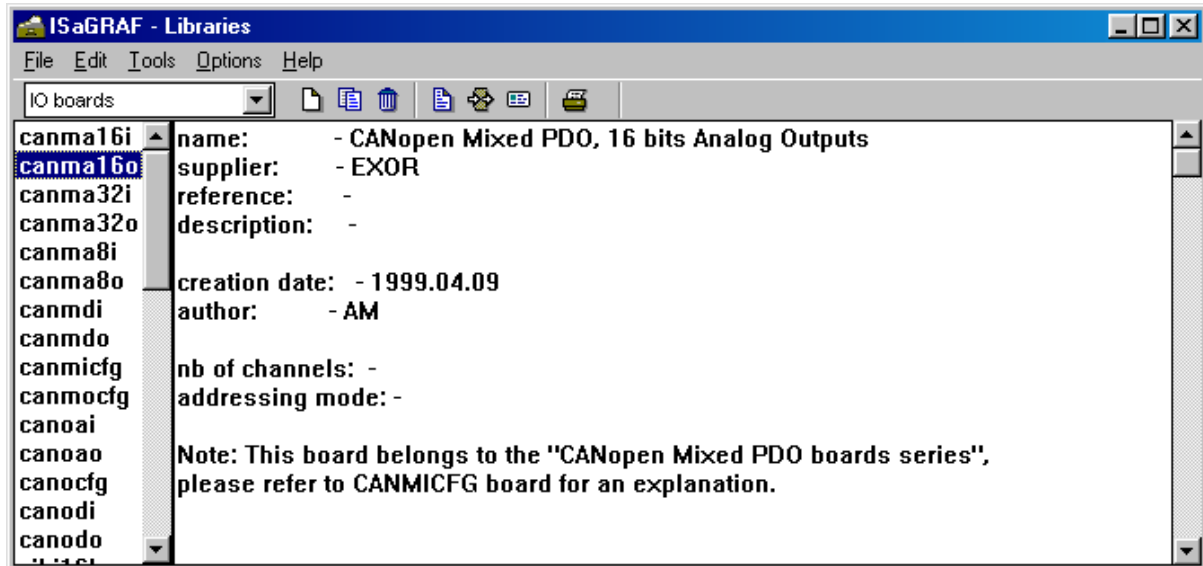 ISaGRAF - Libraries
File Edit Tools Options Help
IO boards
canma16i
canma16o
canma32i
canma32o
canma8i
canma8o
canmdi
canmdo
canmicfg
canmocfg
canoai
canoao
canocfg
canodi
canodo
name: - CANopen Mixed PDO, 16 bits Analog Outputs
supplier: - EXOR
reference: -
description: -
creation date: - 1999.04.09
author: - AM
nb of channels: -
addressing mode: -
Note: This board belongs to the "CANopen Mixed PDO boards series",
please refer to CANMICFG board for an explanation.